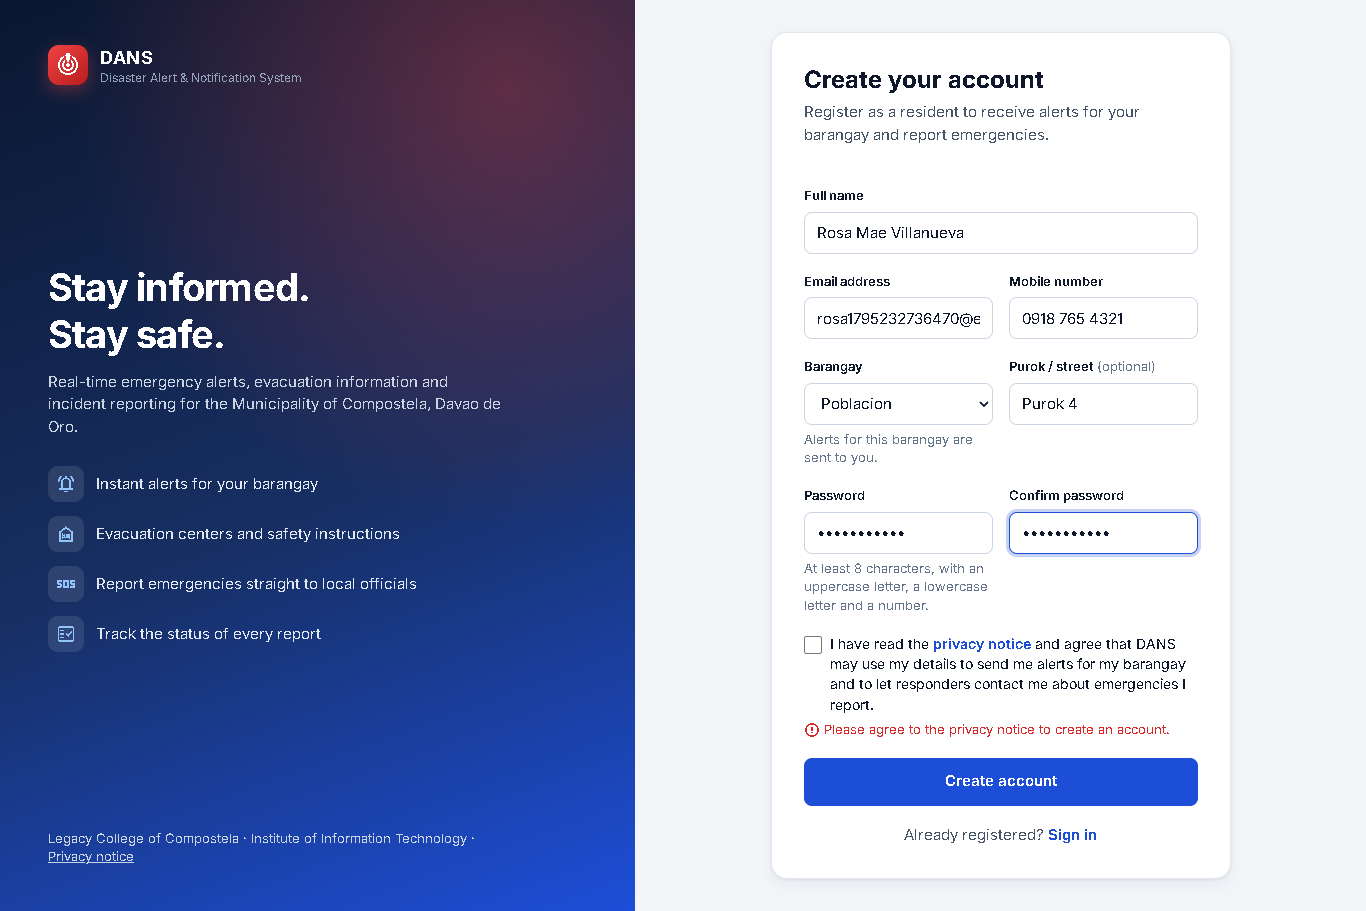 DANS
Disaster Alert & Notification System
Stay informed.
Stay safe.
Real-time emergency alerts, evacuation information and
incident reporting for the Municipality of Compostela, Davao de
Oro.
Instant alerts for your barangay
Evacuation centers and safety instructions
SOS
Report emergencies straight to local officials
Track the status of every report
Legacy College of Compostela · Institute of Information Technology ·
Privacy notice
Create your account
Register as a resident to receive alerts for your
barangay and report emergencies.
Full name
Rosa Mae Villanueva
Email address
Mobile number
rosa1795232736470@e
0918 765 4321
Barangay
Purok / street (optional)
Poblacion
Purok 4
Alerts for this barangay are
sent to you.
Password
Confirm password
•••••••••••
•••••••••••
At least 8 characters, with an
uppercase letter, a lowercase
letter and a number.
I have read the privacy notice and agree that DANS
may use my details to send me alerts for my barangay
and to let responders contact me about emergencies I
report.
Please agree to the privacy notice to create an account.
Create account
Already registered? Sign in